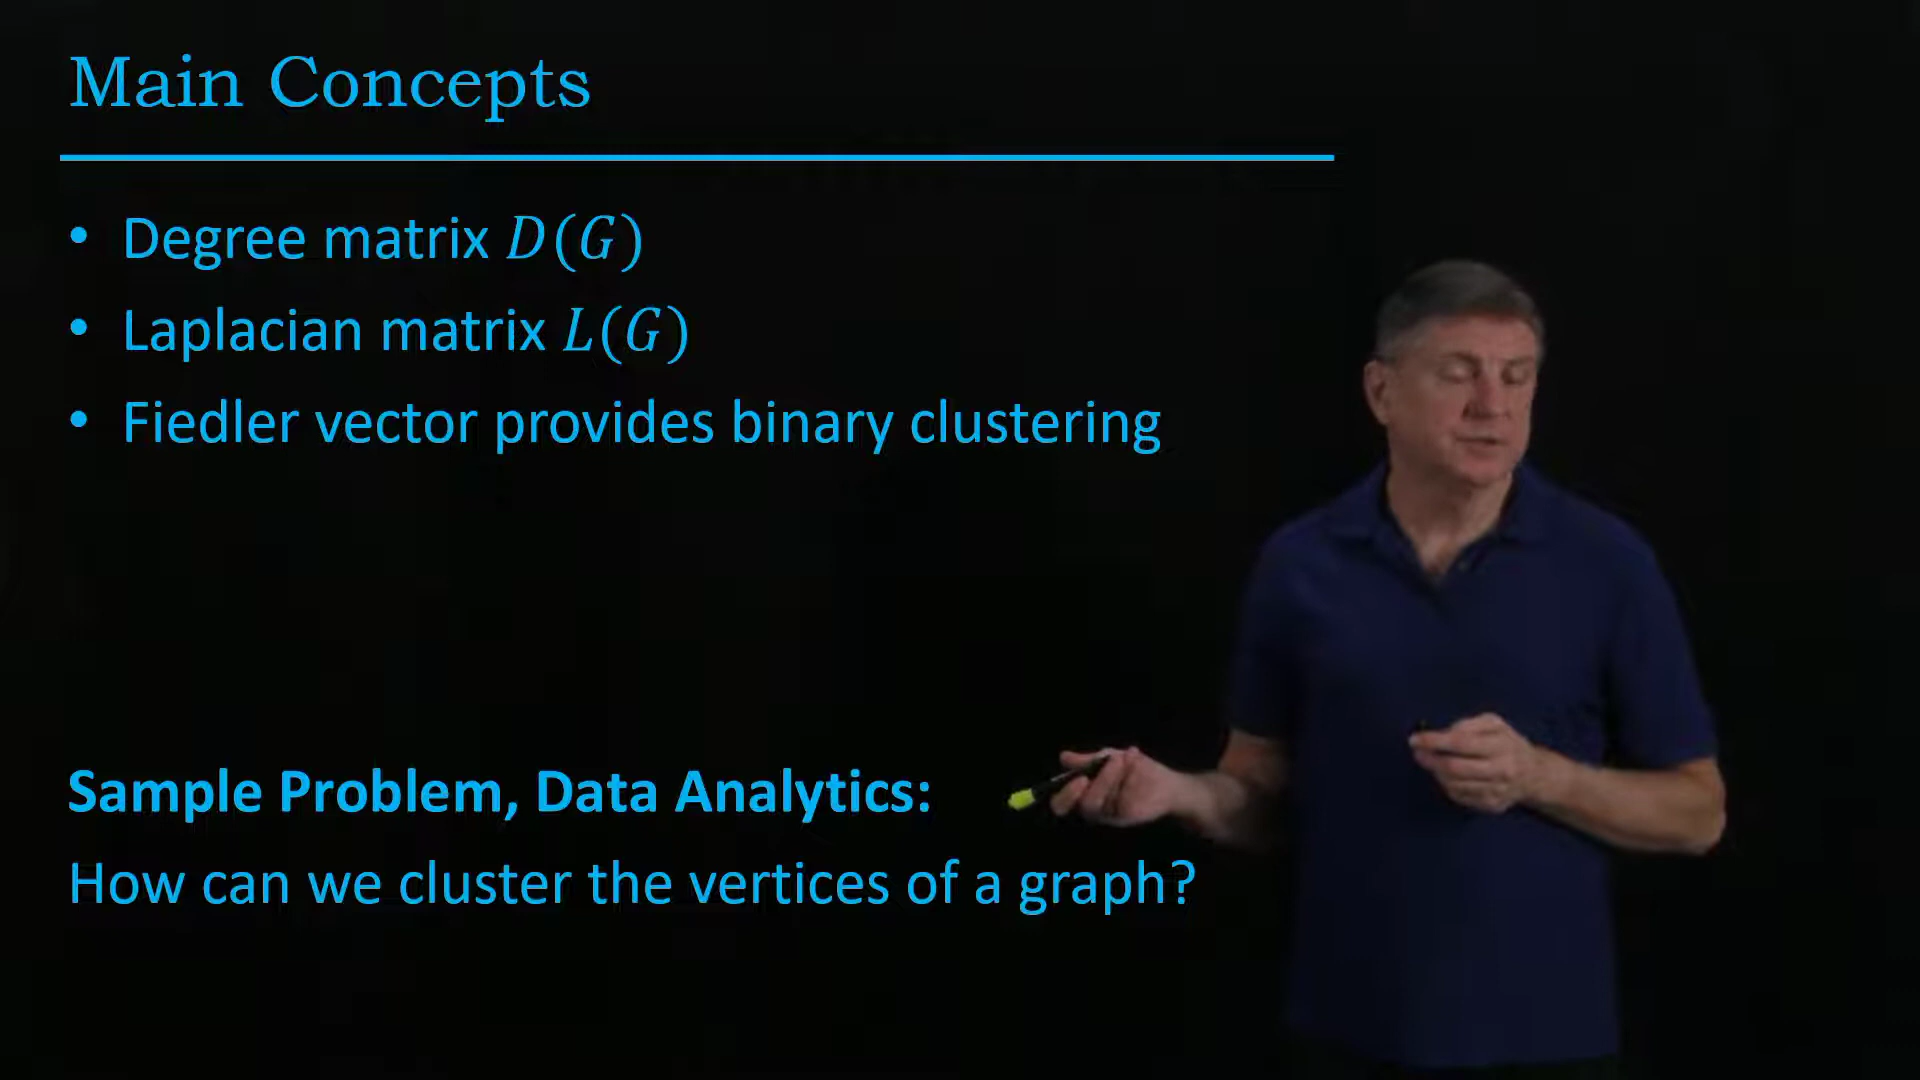 Main Concepts
• Degree matrix D(G)
• Laplacian matrix L(G)
• Fiedler vector provides binary clustering
Sample Problem, Data Analytics:
How can we cluster the vertices of a graph?